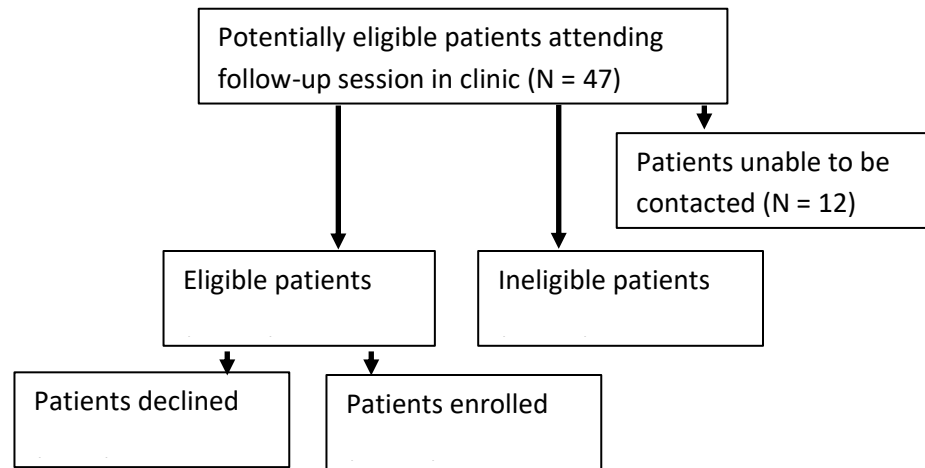 Potentially eligible patients attending
follow-up session in clinic (N = 47)
Patients unable to be
contacted (N = 12)
Eligible patients
Ineligible patients
Patients declined
Patients enrolled